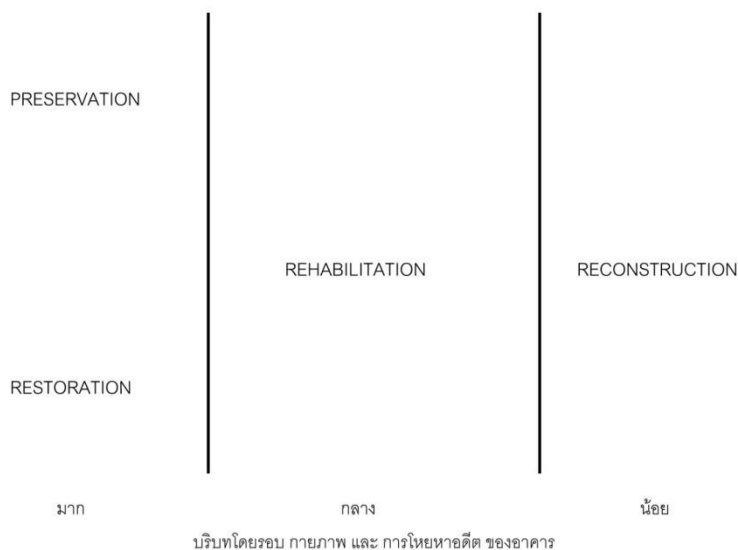 PRESERVATION
REHABILITATION
RECONSTRUCTION
RESTORATION
มาก
กลาง
น้อย
บริบทโดยรอบ กายภาพ และ การโหยหาอดีต ของอาคาร